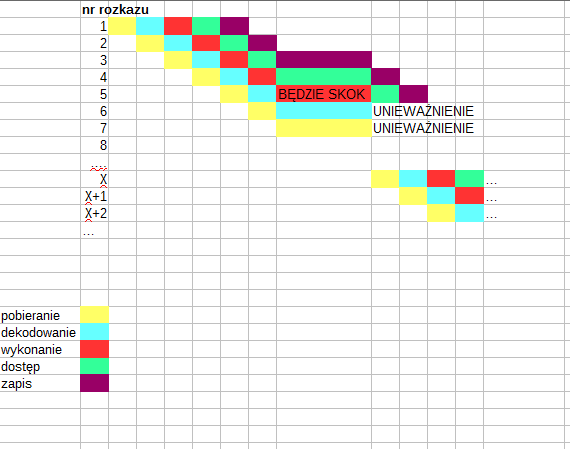 nr rozkazu
1
2
3
4
5 BĘDZIE SKOK
6 UNIEWAŻNIENIE
7 UNIEWAŻNIENIE
8
....
X ...
X+1 ...
X+2 ...
...
pobieranie
dekodowanie
wykonanie
dostęp
zapis